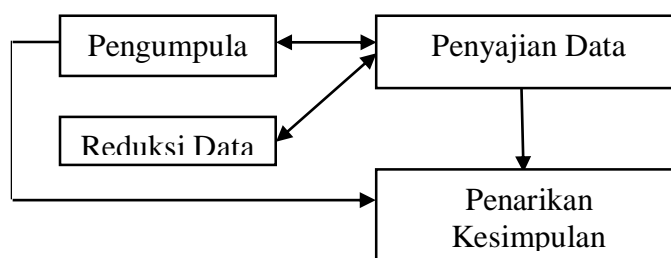 Pengumpula
Penyajian Data
Reduksi Data
Penarikan
Kesimpulan